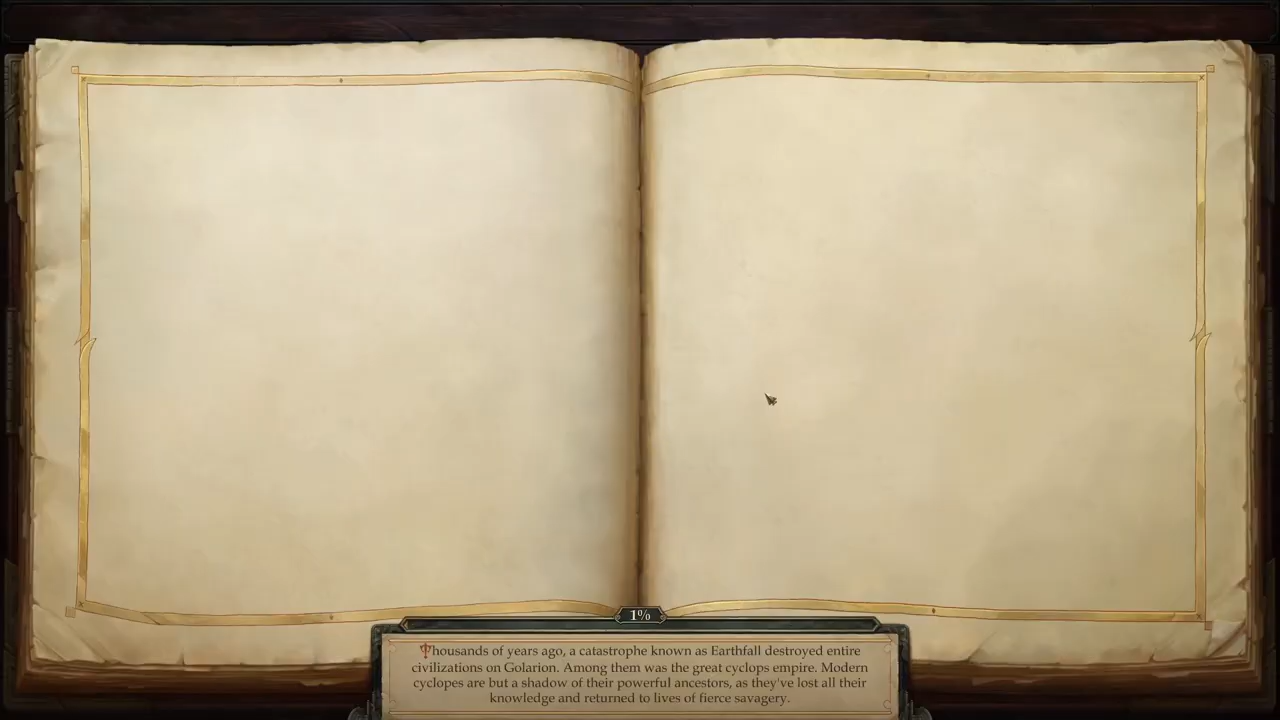 1%
Thousands of years ago, a catastrophe known as Earthfall destroyed entire
civilizations on Golarion. Among them was the great cyclops empire. Modern
cyclopes are but a shadow of their powerful ancestors, as they've lost all their
knowledge and returned to lives of fierce savagery.